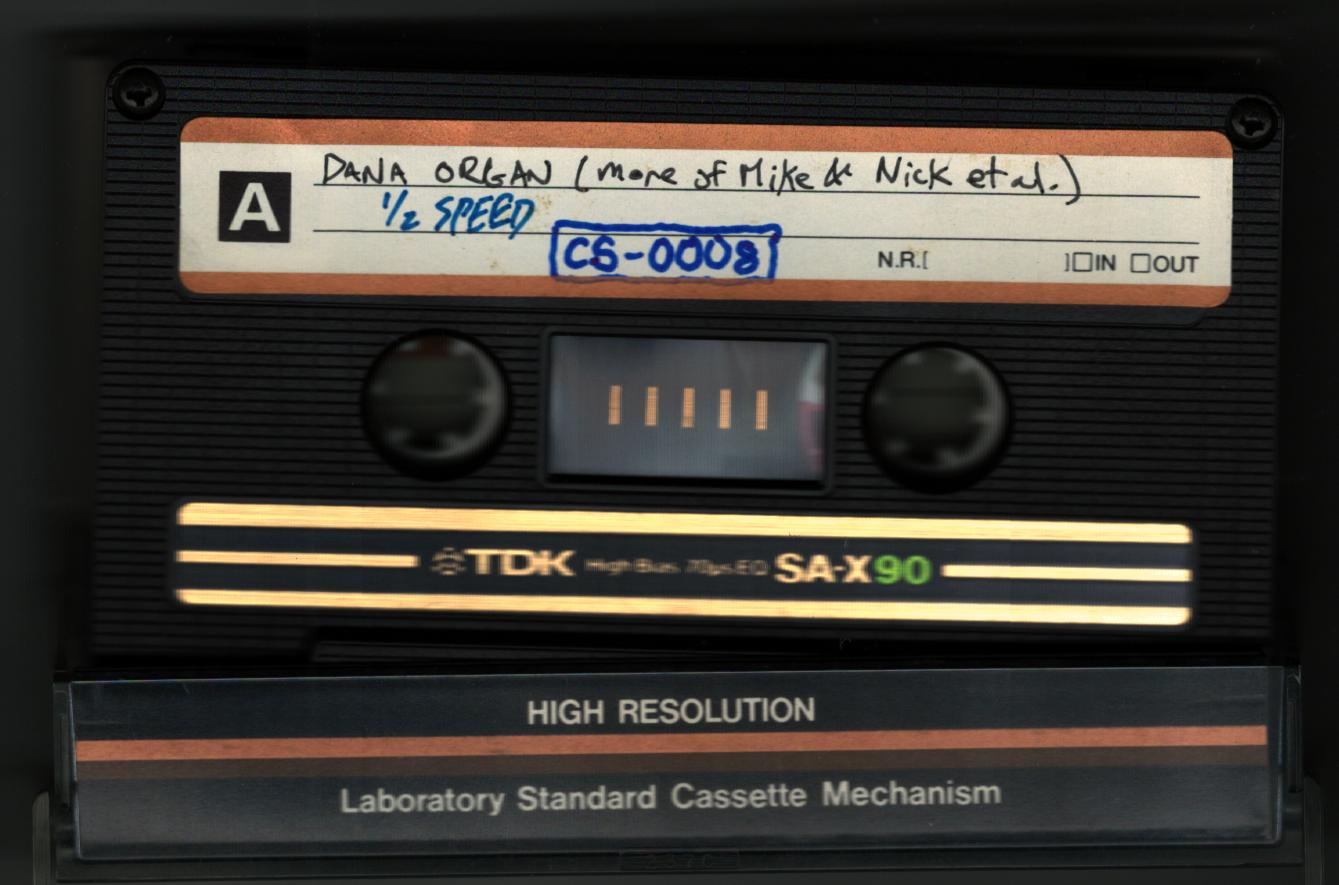 A
DANA ORGAN (more of Mike & Nick et al.)
1/2 SPEED
CS-0008
N.R.[ ]☐IN ☐OUT
TDK High Bias 70µs EQ SA-X90
HIGH RESOLUTION
Laboratory Standard Cassette Mechanism